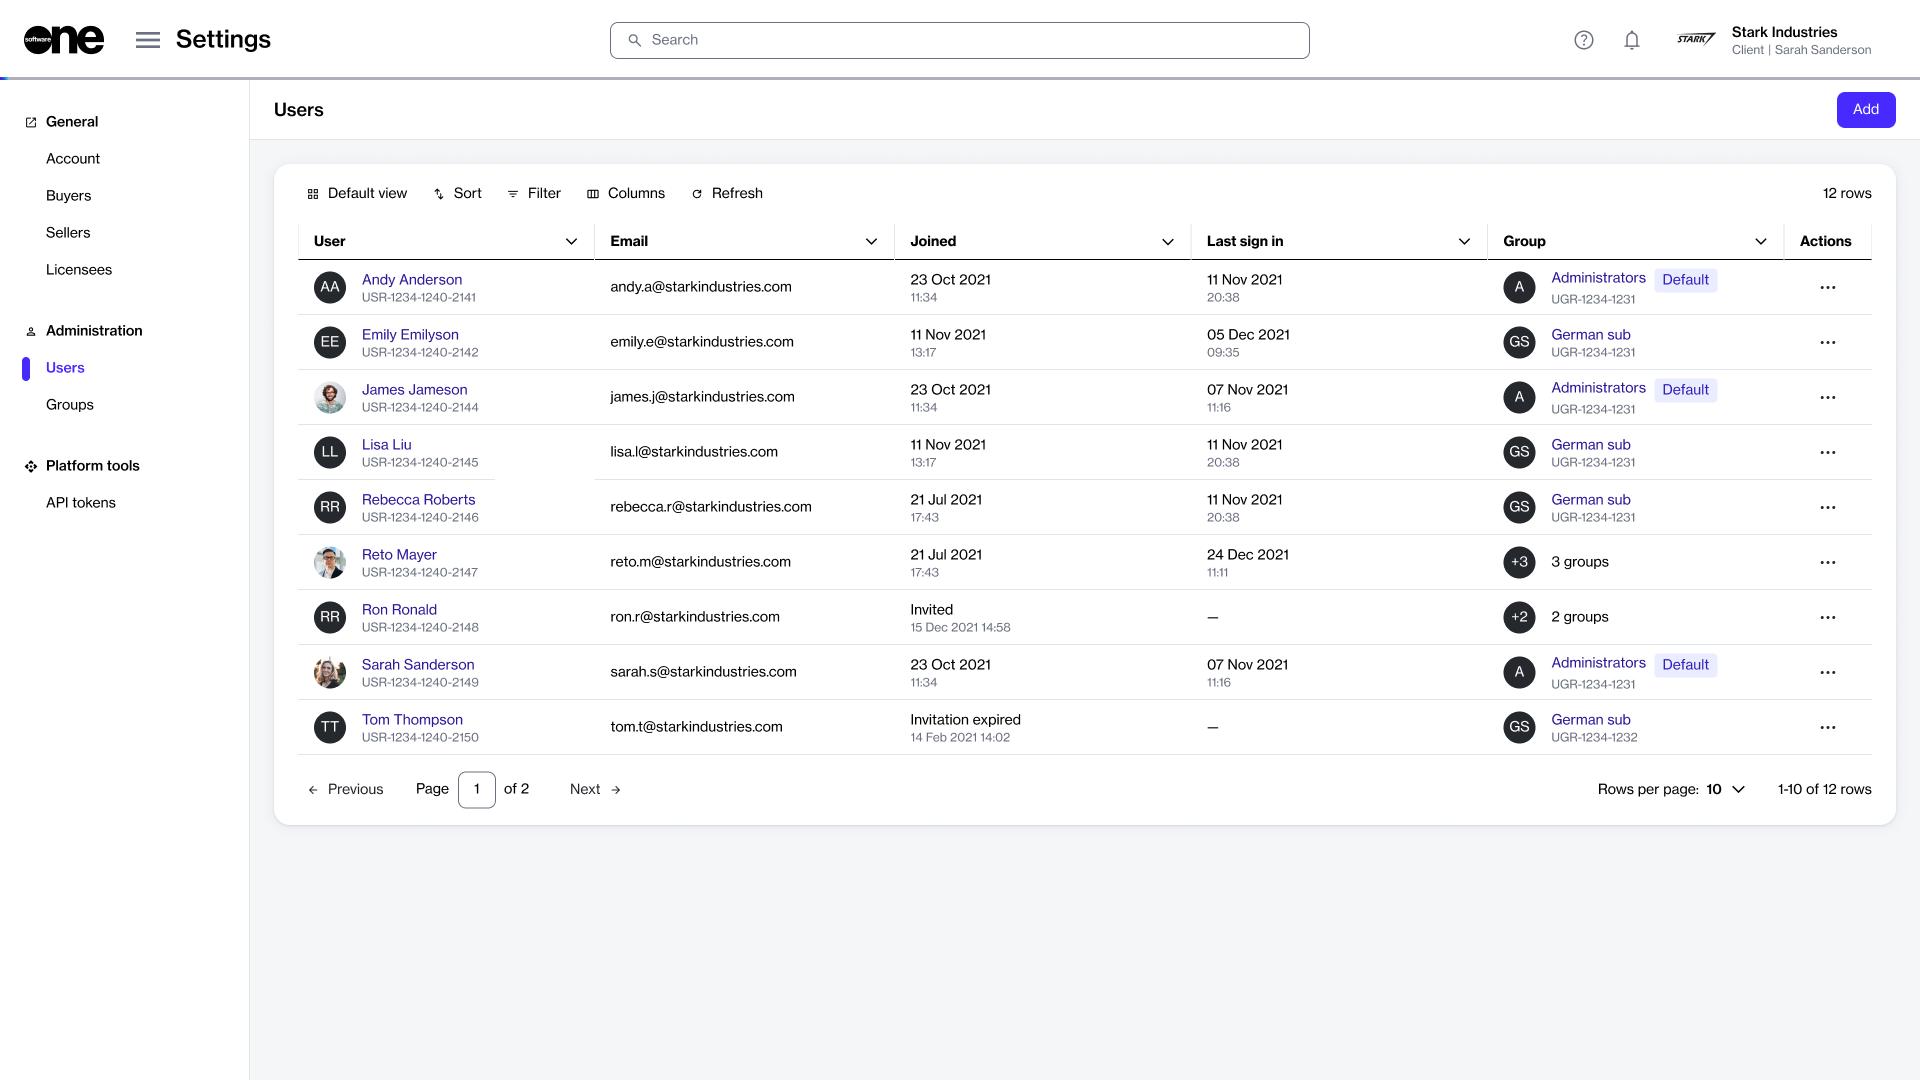 software one
Settings
Search
STARK
Stark Industries
Client | Sarah Sanderson
General
Account
Buyers
Sellers
Licensees
Administration
Users
Groups
Platform tools
API tokens
Users
Add
Default view Sort Filter Columns Refresh
12 rows
User Email Joined Last sign in Group Actions
AA Andy Anderson andy.a@starkindustries.com 23 Oct 2021 11 Nov 2021 A Administrators Default
USR-1234-1240-2141 11:34 20:38 UGR-1234-1231
EE Emily Emilyson emily.e@starkindustries.com 11 Nov 2021 05 Dec 2021 GS German sub
USR-1234-1240-2142 13:17 09:35 UGR-1234-1231
James Jameson james.j@starkindustries.com 23 Oct 2021 07 Nov 2021 A Administrators Default
USR-1234-1240-2144 11:34 11:16 UGR-1234-1231
LL Lisa Liu lisa.l@starkindustries.com 11 Nov 2021 11 Nov 2021 GS German sub
USR-1234-1240-2145 13:17 20:38 UGR-1234-1231
RR Rebecca Roberts rebecca.r@starkindustries.com 21 Jul 2021 11 Nov 2021 GS German sub
USR-1234-1240-2146 17:43 20:38 UGR-1234-1231
Reto Mayer reto.m@starkindustries.com 21 Jul 2021 24 Dec 2021 +3 3 groups
USR-1234-1240-2147 17:43 11:11
RR Ron Ronald ron.r@starkindustries.com Invited — +2 2 groups
USR-1234-1240-2148 15 Dec 2021 14:58
Sarah Sanderson sarah.s@starkindustries.com 23 Oct 2021 07 Nov 2021 A Administrators Default
USR-1234-1240-2149 11:34 11:16 UGR-1234-1231
TT Tom Thompson tom.t@starkindustries.com Invitation expired — GS German sub
USR-1234-1240-2150 14 Feb 2021 14:02 UGR-1234-1232
← Previous Page 1 of 2 Next →
Rows per page: 10 1-10 of 12 rows